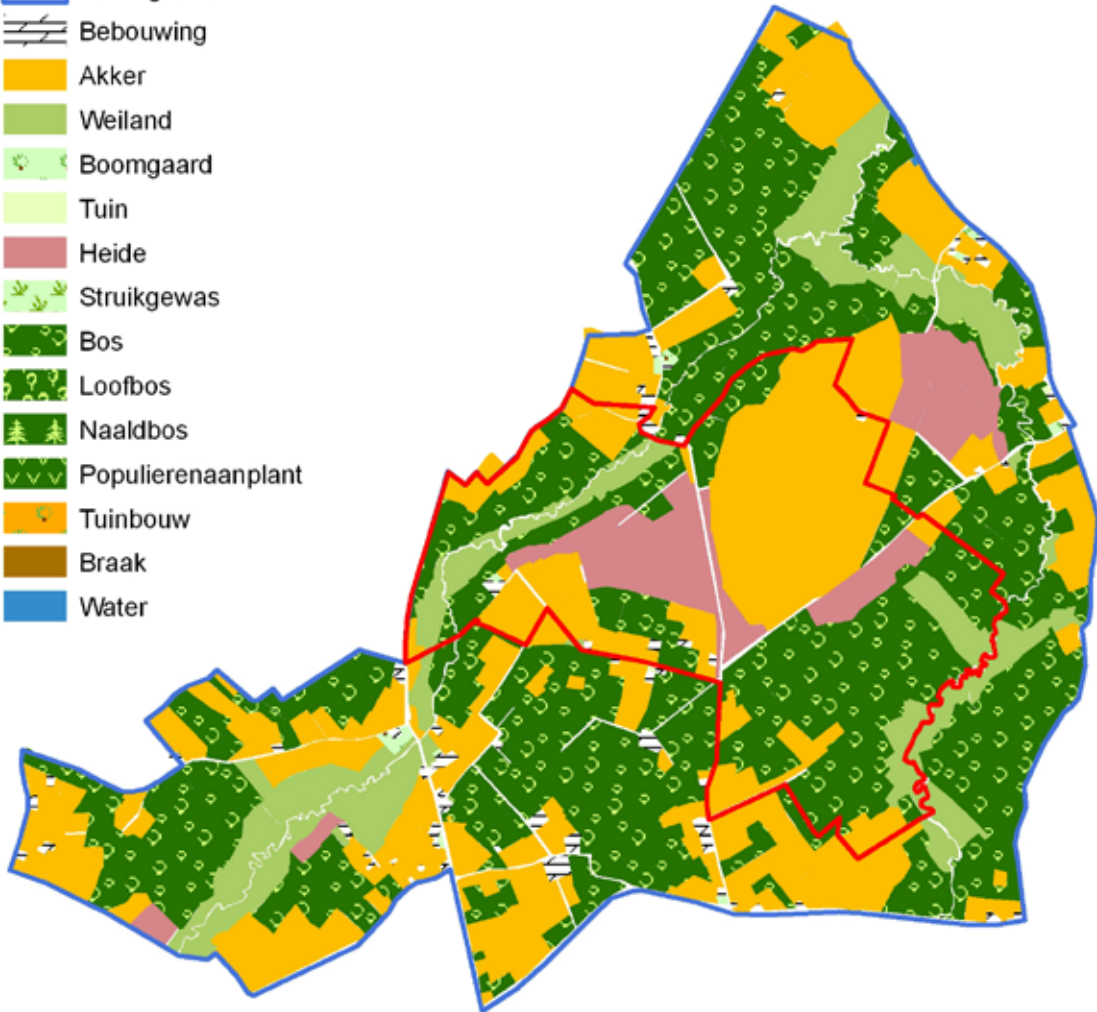 Bebouwing
Akker
Weiland
Boomgaard
Tuin
Heide
Struikgewas
Bos
Loofbos
Naaldbos
Populierenaanplant
Tuinbouw
Braak
Water